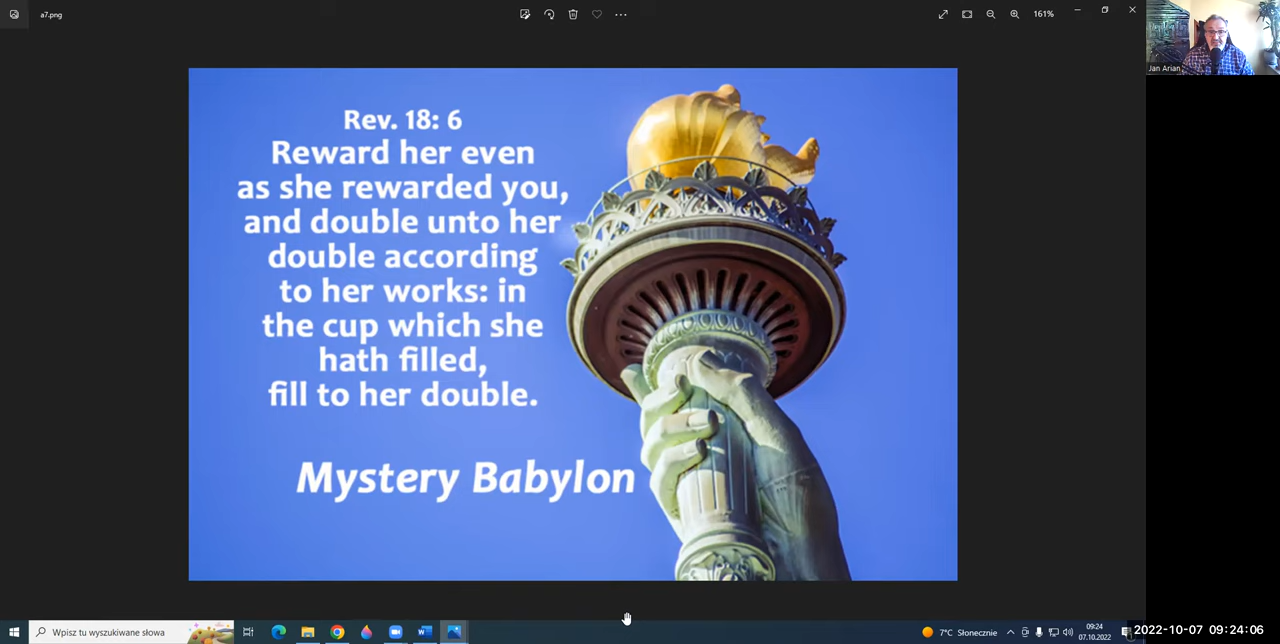 a7.png
161%
Jan Arian
Rev. 18: 6
Reward her even
as she rewarded you,
and double unto her
double according
to her works: in
the cup which she
hath filled,
fill to her double.
Mystery Babylon
Wpisz tu wyszukiwane słowa
7°C Słonecznie
09:24
07.10.2022
2022-10-07 09:24:06